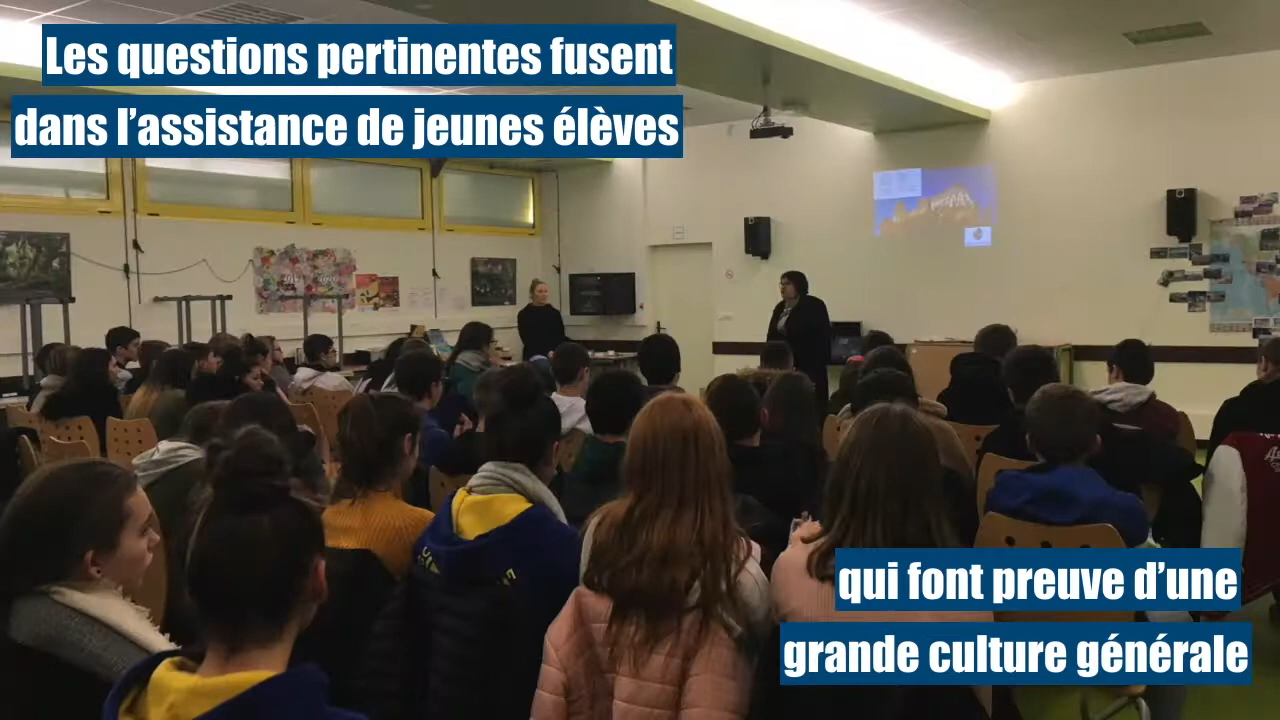 Les questions pertinentes fusent
dans l’assistance de jeunes élèves
qui font preuve d’une
grande culture générale